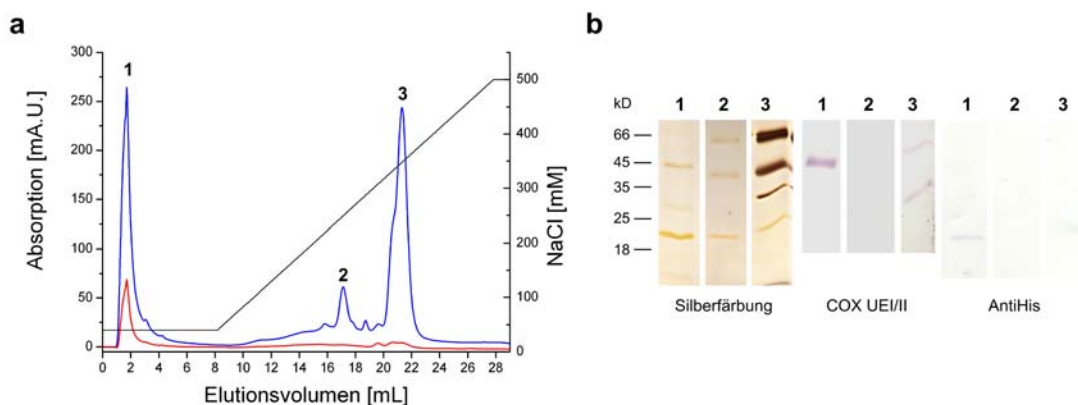 a
Absorption [mA.U.]
300
250
200
150
100
50
0
1
2
3
500
400
300
200
100
50
0
NaCl [mM]
0 2 4 6 8 10 12 14 16 18 20 22 24 26 28
Elutionsvolumen [mL]
b
kD 1 2 3 1 2 3 1 2 3
66
45
35
25
18
Silberfärbung COX UEI/II AntiHis